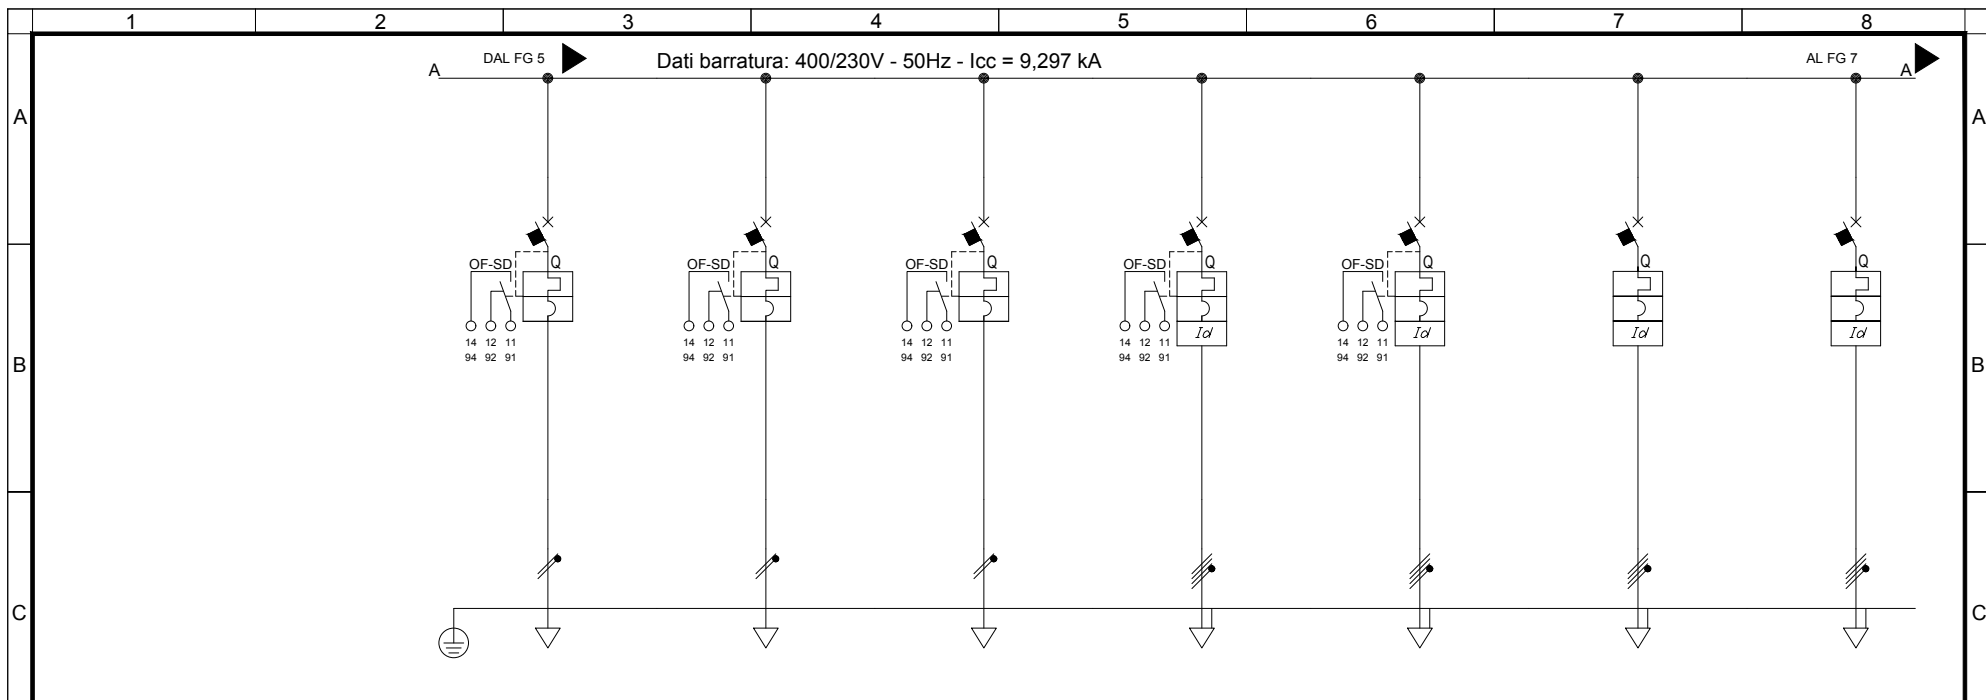 1 2 3 4 5 6 7 8
DAL FG 5 Dati barratura: 400/230V - 50Hz - Icc = 9,297 kA AL FG 7
A A
A A
OF-SD Q OF-SD Q OF-SD Q OF-SD Q OF-SD Q Q Q
14 12 11 14 12 11 14 12 11 Id 14 12 11 Id 14 12 11 Id Id
94 92 91 94 92 91 94 92 91 94 92 91 94 92 91
B B
C C